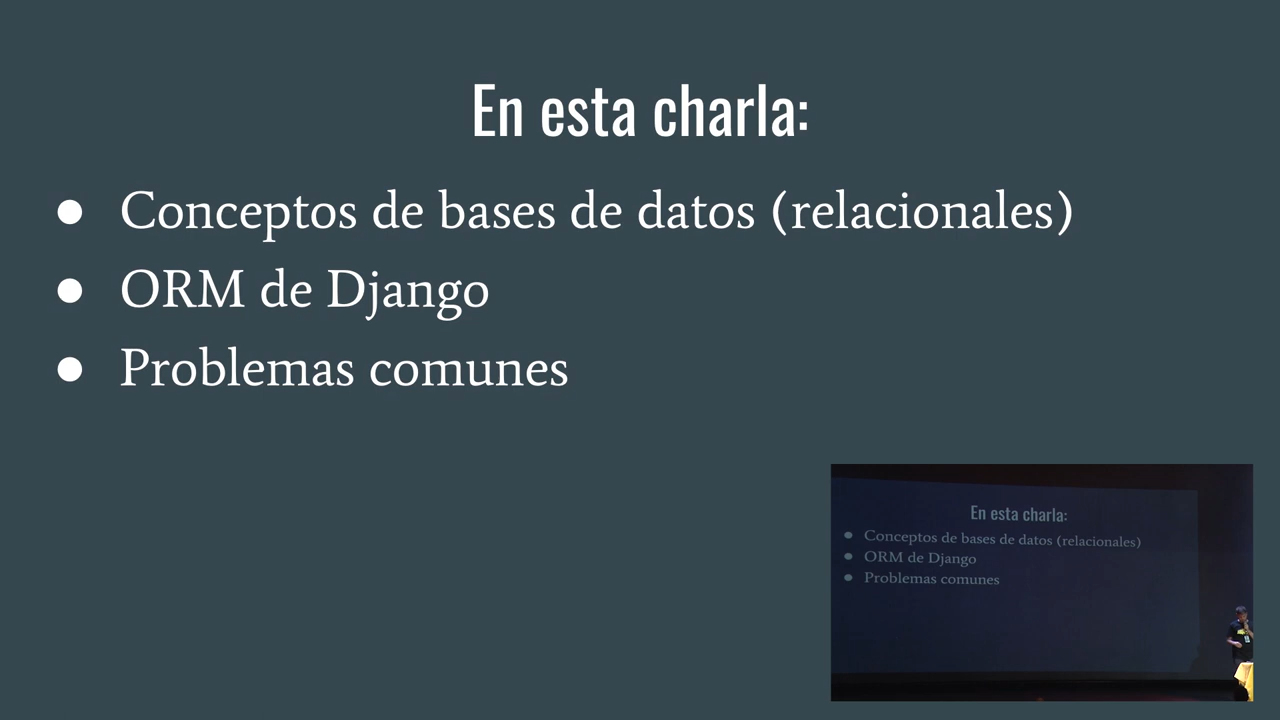 En esta charla:
● Conceptos de bases de datos (relacionales)
● ORM de Django
● Problemas comunes
En esta charla:
● Conceptos de bases de datos (relacionales)
● ORM de Django
● Problemas comunes